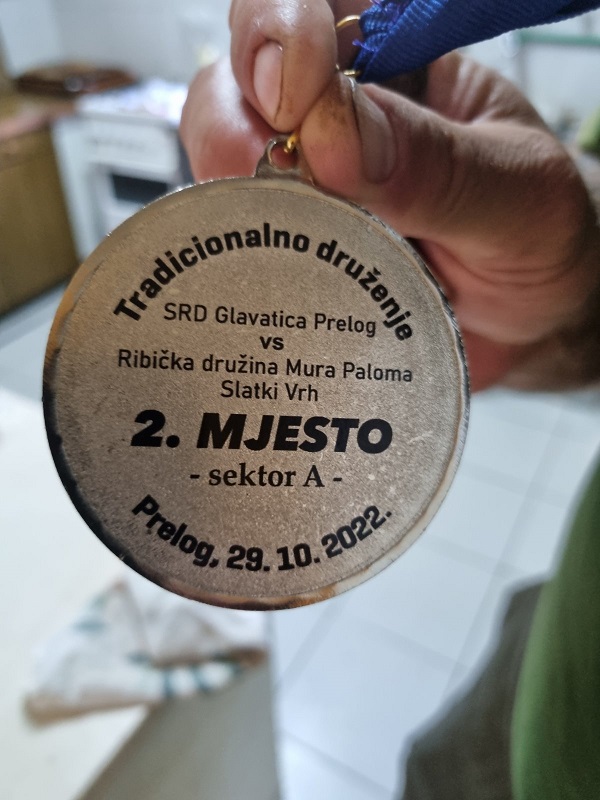 Tradicionalno druženje
SRD Glavatica Prelog
vs
Ribička družina Mura Paloma
Slatki Vrh
2. MJESTO
- sektor A -
Prelog, 29. 10. 2022.